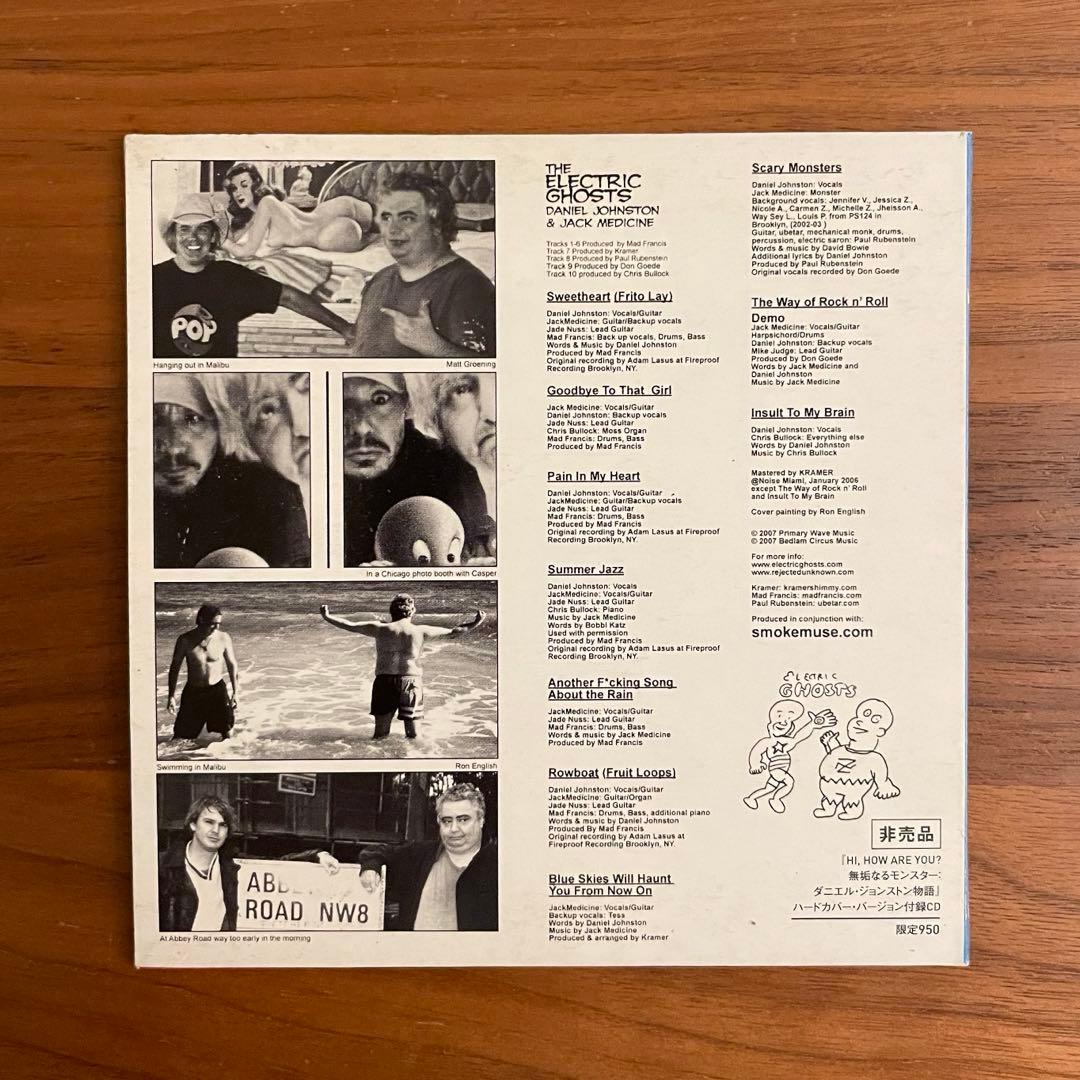 POP
Hanging out in Malibu
Matt Groening
In a Chicago photo booth with Casper
Swimming in Malibu
Ron English
ABBEY
ROAD NW8
At Abbey Road way too early in the morning
THE
ELECTRIC
GHOSTS
DANIEL JOHNSTON
& JACK MEDICINE
Tracks 1-6 Produced by Mad Francis
Track 7 Produced by Kramer
Track 8 Produced by Paul Rubenstein
Track 9 Produced by Don Goede
Track 10 produced by Chris Bullock
Sweetheart (Frito Lay)
Daniel Johnston: Vocals/Guitar
JackMedicine: Guitar/Backup vocals
Jade Nuss: Lead Guitar
Mad Francis: Back up vocals, Drums, Bass
Words & Music by Daniel Johnston
Produced by Mad Francis
Original recording by Adam Lasus at Fireproof
Recording Brooklyn, NY.
Goodbye To That Girl
Jack Medicine: Vocals/Guitar
Daniel Johnston: Backup vocals
Jade Nuss: Lead Guitar
Chris Bullock: Moss Organ
Mad Francis: Drums, Bass
Produced by Mad Francis
Pain In My Heart
Daniel Johnston: Vocals/Guitar
JackMedicine: Guitar/Backup vocals
Jade Nuss: Lead Guitar
Mad Francis: Drums, Bass
Produced by Mad Francis
Original recording by Adam Lasus at Fireproof
Recording Brooklyn, NY.
Summer Jazz
Daniel Johnston: Vocals
JackMedicine: Vocals/Guitar
Jade Nuss: Lead Guitar
Chris Bullock: Piano
Music by Jack Medicine
Words by Bobbi Katz
Used with permission
Produced by Mad Francis
Original recording by Adam Lasus at Fireproof
Recording Brooklyn, NY.
Another F*cking Song
About the Rain
JackMedicine: Vocals/Guitar
Jade Nuss: Lead Guitar
Mad Francis: Drums, Bass
Words & music by Jack Medicine
Produced by Mad Francis
Rowboat (Fruit Loops)
Daniel Johnston: Vocals/Guitar
JackMedicine: Guitar/Organ
Jade Nuss: Lead Guitar
Mad Francis: Drums, Bass, additional piano
Words & music by Daniel Johnston
Produced By Mad Francis
Original recording by Adam Lasus at
Fireproof Recording Brooklyn, NY.
Blue Skies Will Haunt
You From Now On
JackMedicine: Vocals/Guitar
Backup vocals: Tess
Words by Daniel Johnston
Music by Jack Medicine
Produced & arranged by Kramer
Scary Monsters
Daniel Johnston: Vocals
Jack Medicine: Monster
Background vocals: Jennifer V., Jessica Z.,
Nicole A., Carmen Z., Michelle Z., Jheisson A.,
Way Sey L., Louis P. from PS124 in
Brooklyn, (2002-03 )
Guitar, ubetar, mechanical monk, drums,
percussion, electric saron: Paul Rubenstein
Words & music by David Bowie
Additional lyrics by Daniel Johnston
Produced by Paul Rubenstein
Original vocals recorded by Don Goede
The Way of Rock n' Roll
Demo
Jack Medicine: Vocals/Guitar
Harpsichord/Drums
Daniel Johnston: Backup vocals
Mike Judge: Lead Guitar
Produced by Don Goede
Words by Jack Medicine and
Daniel Johnston
Music by Jack Medicine
Insult To My Brain
Daniel Johnston: Vocals
Chris Bullock: Everything else
Words by Daniel Johnston
Music by Chris Bullock
Mastered by KRAMER
@Noise Miami, January 2006
except The Way of Rock n' Roll
and Insult To My Brain
Cover painting by Ron English
© 2007 Primary Wave Music
© 2007 Bedlam Circus Music
For more info:
www.electricghosts.com
www.rejectedunknown.com
Kramer: kramershimmy.com
Mad Francis: madfrancis.com
Paul Rubenstein: ubetar.com
Produced in conjunction with:
smokemuse.com
ELECTRIC
GHOSTS
非売品
『HI, HOW ARE YOU?
無垢なるモンスター:
ダニエル・ジョンストン物語』
ハードカバー・バージョン付録CD
限定950